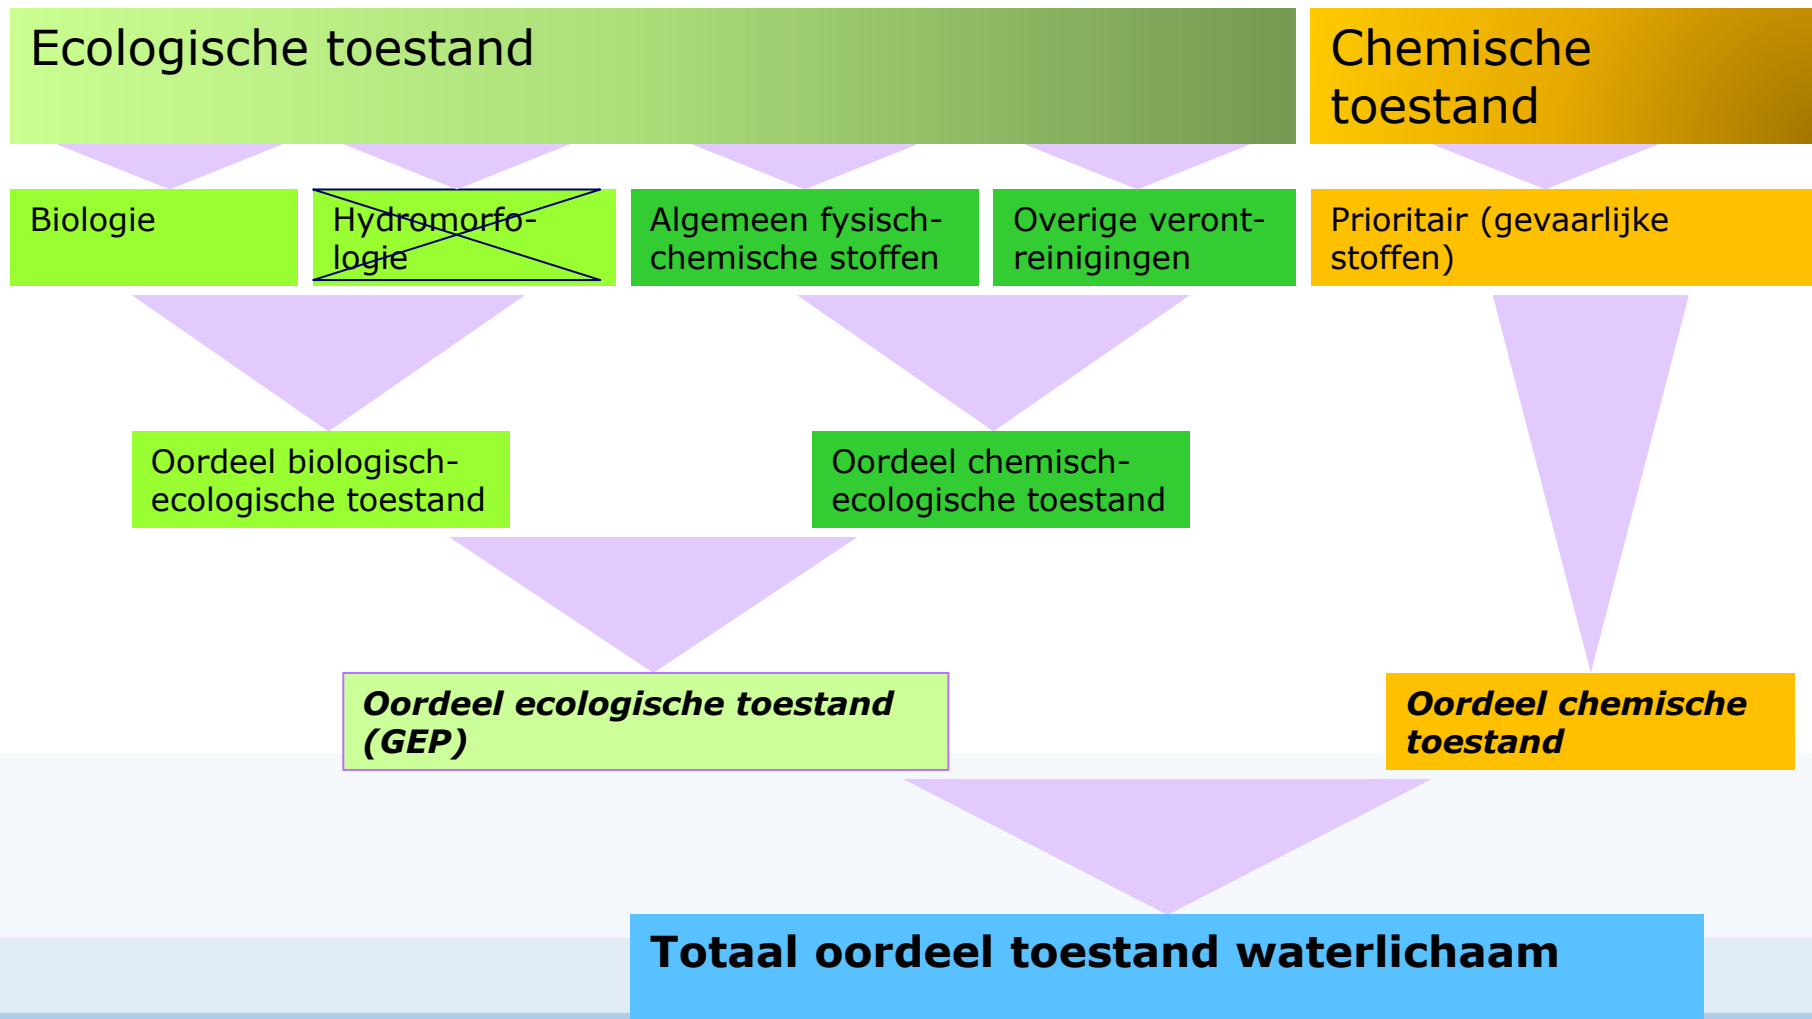 Ecologische toestand
Chemische
toestand
Biologie
Hydromorfo-
logie
Algemeen fysisch-
chemische stoffen
Overige veront-
reinigingen
Prioritair (gevaarlijke
stoffen)
Oordeel biologisch-
ecologische toestand
Oordeel chemisch-
ecologische toestand
Oordeel ecologische toestand
(GEP)
Oordeel chemische
toestand
Totaal oordeel toestand waterlichaam